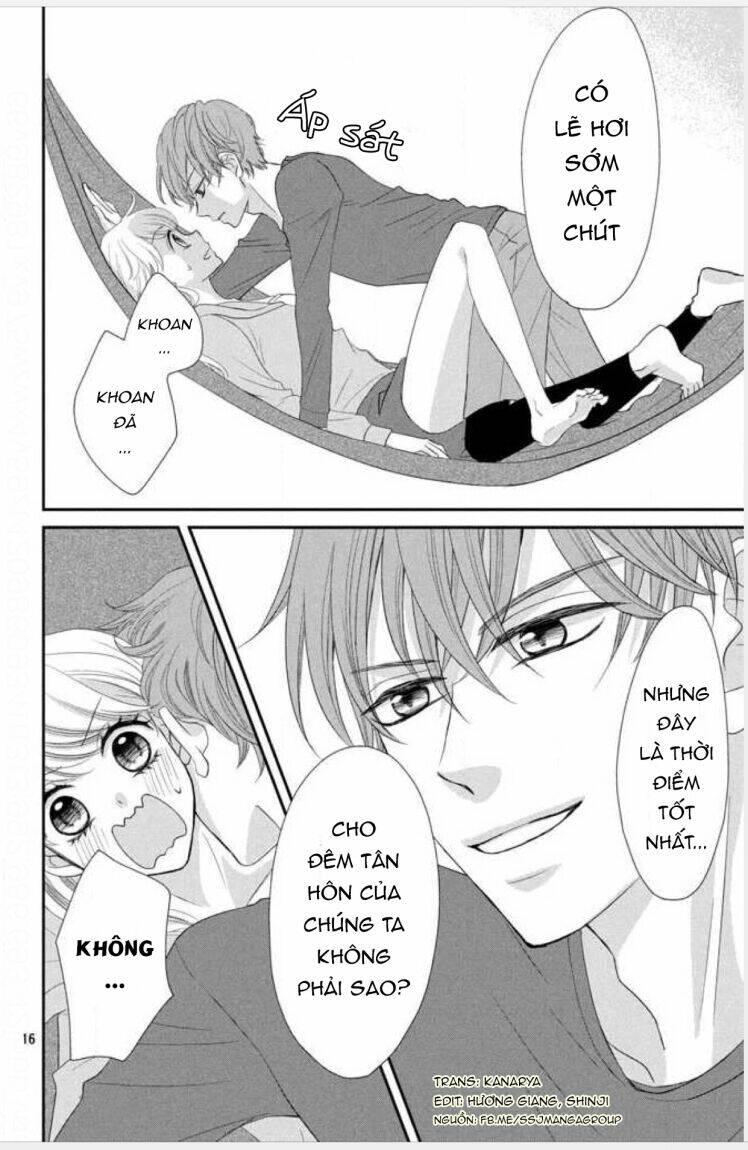 CÓ
LẼ HƠI
SỚM
MỘT
CHÚT
ẤP SÁT
KHOAN
...
KHOAN
ĐÃ
...
NHƯNG
ĐÂY
LÀ THỜI
ĐIỂM
TỐT
NHẤT...
CHO
ĐÊM TÂN
HÔN CỦA
CHÚNG TA
KHÔNG
PHẢI SAO?
KHÔNG
...
16
TRANS: KANARYA
EDIT: HƯƠNG GIANG, SHINJI
NGUỒN: FB.ME/SSJMANGAGROUP